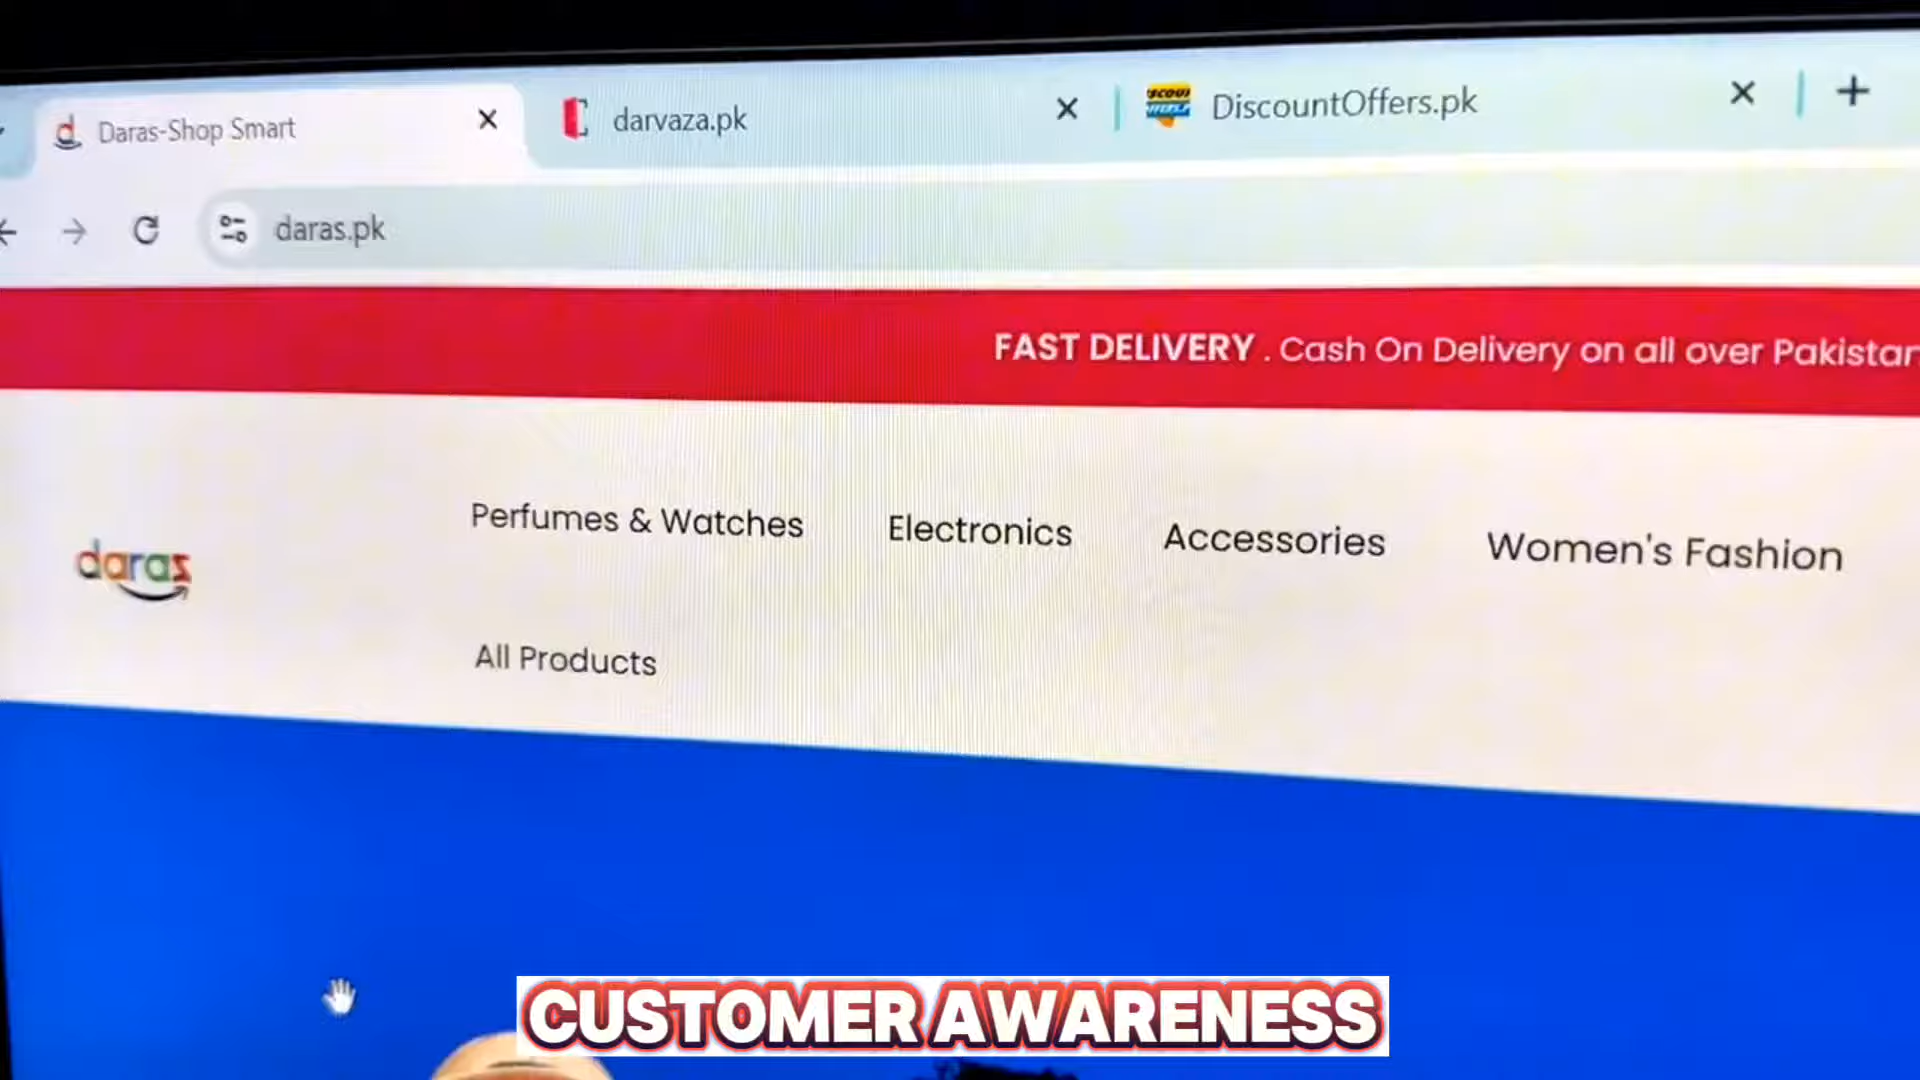 Daras-Shop Smart
darvaza.pk
DiscountOffers.pk
daras.pk
FAST DELIVERY . Cash On Delivery on all over Pakistan
Perfumes & Watches
Electronics
Accessories
Women's Fashion
daras
All Products
CUSTOMER AWARENESS